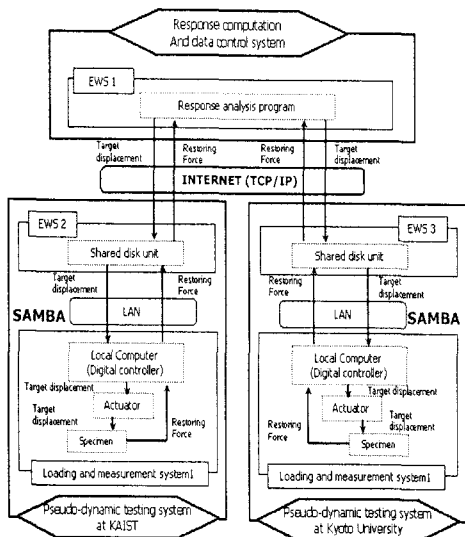 Response computation
And data control system
EWS 1
Response analysis program
Target
displacement
Restoring
Force
Restoring
Force
Target
displacement
INTERNET (TCP/IP)
EWS 2
Shared disk unit
Target
displacement
Restoring
Force
SAMBA
LAN
Local Computer
(Digital controller)
Target displacement
Actuator
Target
displacement
Specimen
Restoring
Force
Loading and measurement system1
Pseudo-dynamic testing system
at KAIST
EWS 3
Shared disk unit
Restoring
Force
Target
displacement
LAN
SAMBA
Local Computer
(Digital controller)
Target displacement
Actuator
Target
displacement
Restoring
Force
Specimen
Loading and measurement system1
Pseudo-dynamic testing system
at Kyoto University